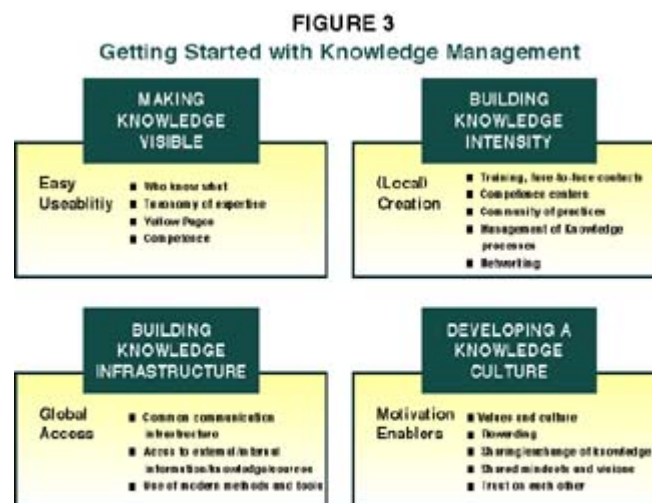 FIGURE 3
Getting Started with Knowledge Management
MAKING
KNOWLEDGE
VISIBLE
Easy
Useablitiy
Who know what
Taxonomy of expertise
Yellow Pages
Competence
BUILDING
KNOWLEDGE
INTENSITY
(Local)
Creation
Training, face-to-face contacts
Competence centers
Community of practices
Management of Knowledge
processes
Networking
BUILDING
KNOWLEDGE
INFRASTRUCTURE
Global
Access
Common communication
infrastructure
Access to external/internal
information/knowledge/sources
Use of modern methods and tools
DEVELOPING A
KNOWLEDGE
CULTURE
Motivation
Enablers
Values and culture
Rewarding
Sharing/exchange of knowledge
Shared mindsets and visions
Trust on each other